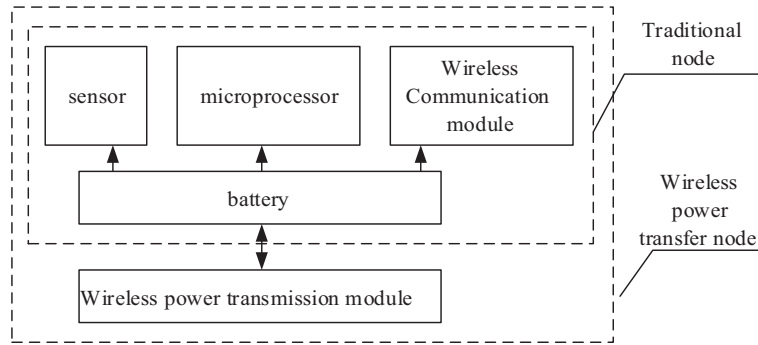 sensor
microprocessor
Wireless
Communication
module
battery
Wireless power transmission module
Traditional
node
Wireless
power
transfer node